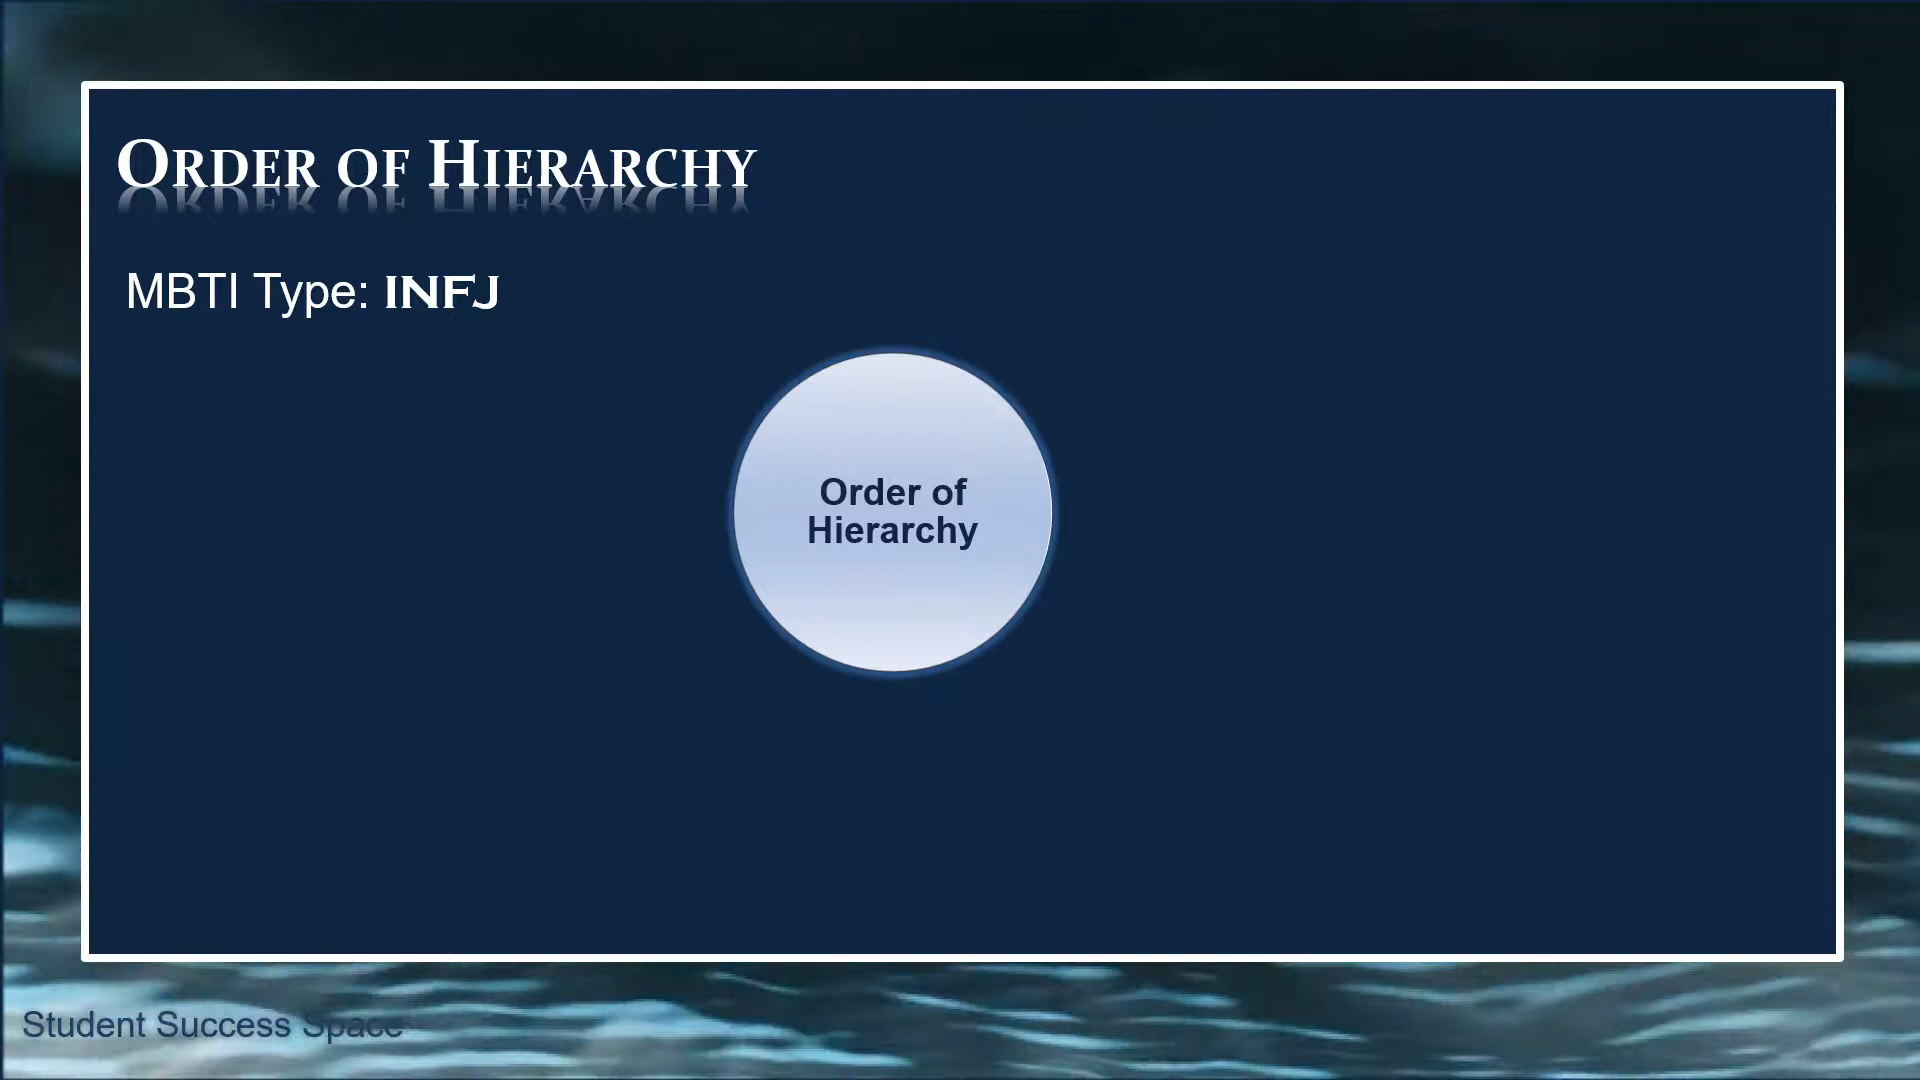 Order of Hierarchy
MBTI Type: INFJ
Order of
Hierarchy
Student Success Space